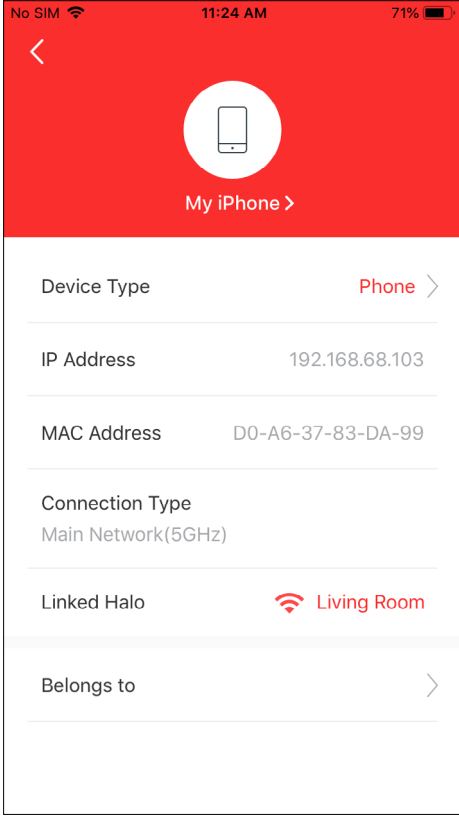 No SIM 11:24 AM 71%
My iPhone
Device Type Phone
IP Address 192.168.68.103
MAC Address D0-A6-37-83-DA-99
Connection Type
Main Network(5GHz)
Linked Halo Living Room
Belongs to